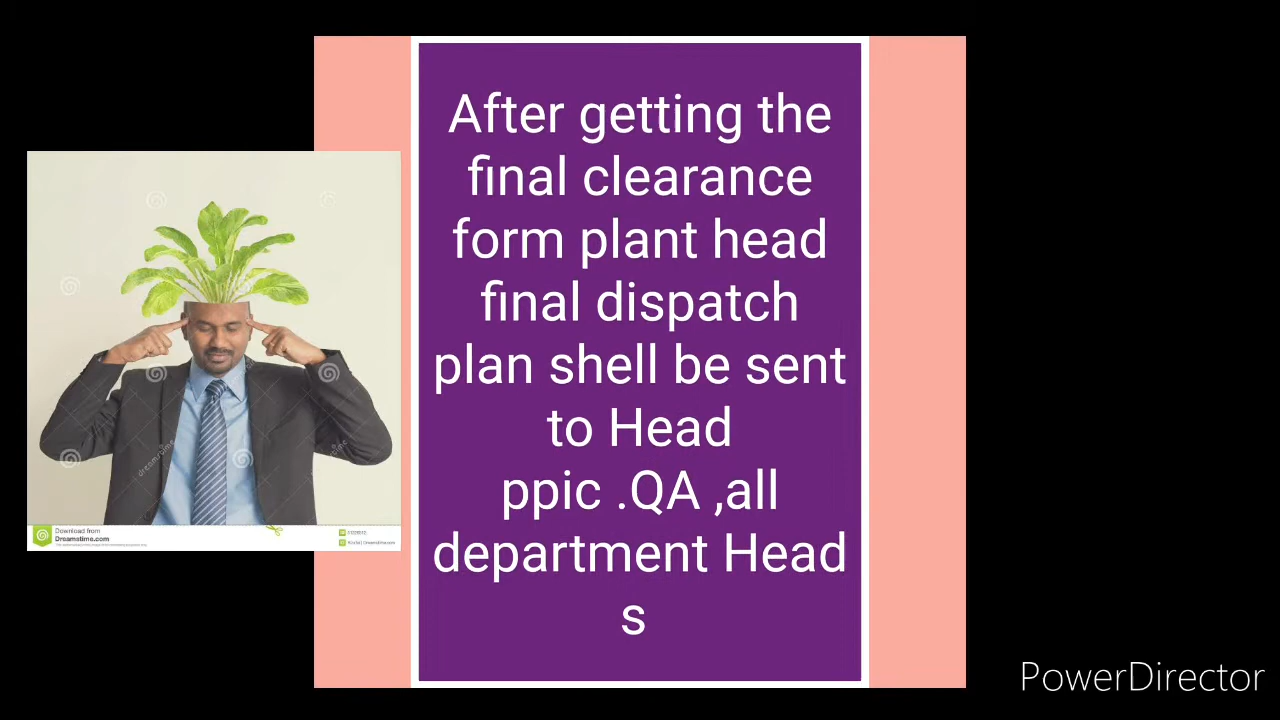 After getting the
final clearance
form plant head
final dispatch
plan shell be sent
to Head
ppic .QA ,all
department Head
s
dreamstime
Download from
Dreamstime.com
PowerDirector